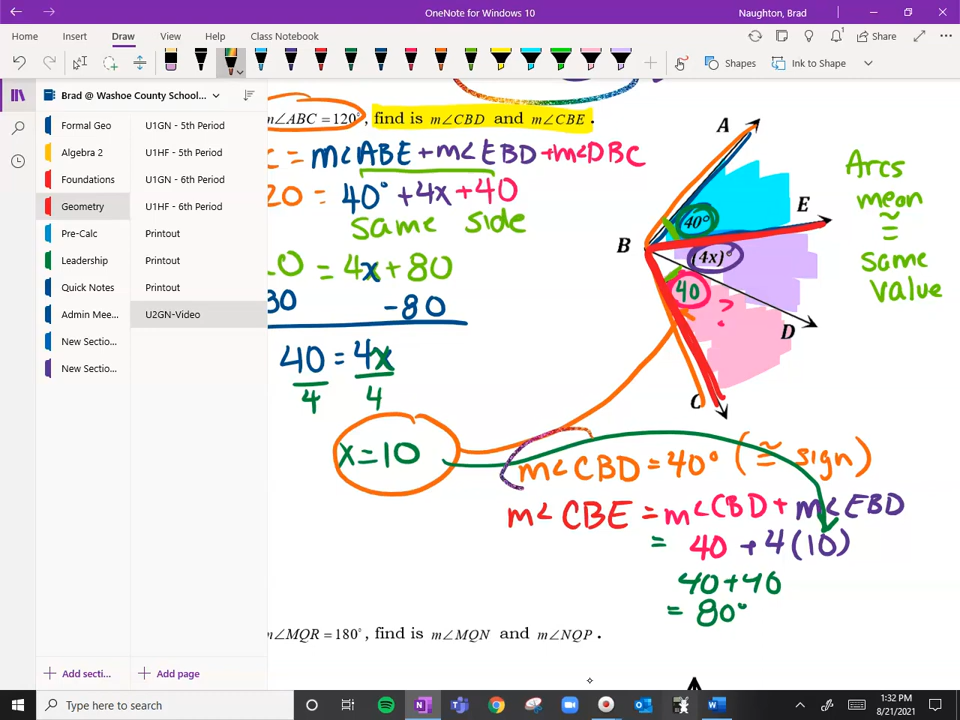 OneNote for Windows 10
Naughton, Brad
Home Insert Draw View Help Class Notebook
Share
Shapes
Ink to Shape
Brad @ Washoe County School...
Formal Geo
Algebra 2
Foundations
Geometry
Pre-Calc
Leadership
Quick Notes
Admin Mee...
New Sectio...
New Sectio...
U1GN - 5th Period
U1HF - 5th Period
U1GN - 6th Period
U1HF - 6th Period
Printout
Printout
Printout
U2GN-Video
Add secti...
Add page
m∠ABC = 120°, find is m∠CBD and m∠CBE.
C = m∠ABE + m∠EBD + m∠DBC
20 = 40° + 4x + 40
same side
20 = 4x + 80
80 - 80
40 = 4x
4 4
x = 10
m∠CBD = 40° (≅ sign)
m∠CBE = m∠CBD + m∠EBD
= 40 + 4(10)
40 + 40
= 80°
A
E
B
D
C
40°
(4x)°
40
?
Arcs
mean
≅
same
value
m∠MQR = 180°, find is m∠MQN and m∠NQP.
Type here to search
1:32 PM
8/21/2021